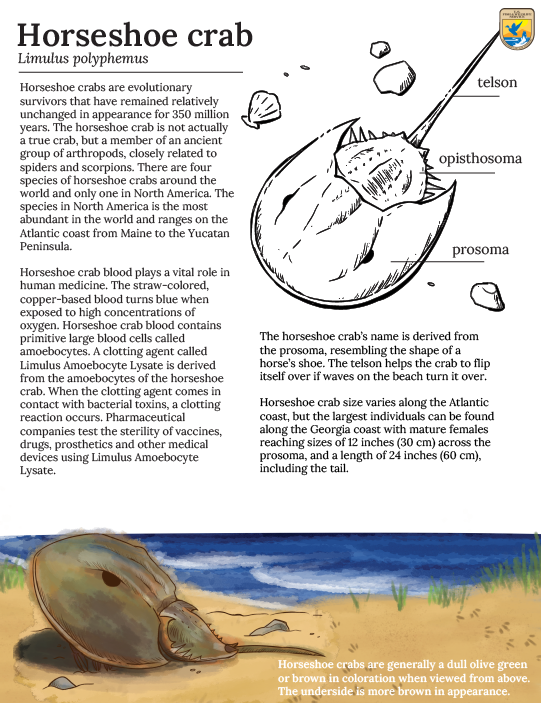 Horseshoe crab
Limulus polyphemus
Horseshoe crabs are evolutionary
survivors that have remained relatively
unchanged in appearance for 350 million
years. The horseshoe crab is not actually
a true crab, but a member of an ancient
group of arthropods, closely related to
spiders and scorpions. There are four
species of horseshoe crabs around the
world and only one in North America. The
species in North America is the most
abundant in the world and ranges on the
Atlantic coast from Maine to the Yucatan
Peninsula.
Horseshoe crab blood plays a vital role in
human medicine. The straw-colored,
copper-based blood turns blue when
exposed to high concentrations of
oxygen. Horseshoe crab blood contains
primitive large blood cells called
amoebocytes. A clotting agent called
Limulus Amoebocyte Lysate is derived
from the amoebocytes of the horseshoe
crab. When the clotting agent comes in
contact with bacterial toxins, a clotting
reaction occurs. Pharmaceutical
companies test the sterility of vaccines,
drugs, prosthetics and other medical
devices using Limulus Amoebocyte
Lysate.
telson
opisthosoma
prosoma
The horseshoe crab's name is derived from
the prosoma, resembling the shape of a
horse's shoe. The telson helps the crab to flip
itself over if waves on the beach turn it over.
Horseshoe crab size varies along the Atlantic
coast, but the largest individuals can be found
along the Georgia coast with mature females
reaching sizes of 12 inches (30 cm) across the
prosoma, and a length of 24 inches (60 cm),
including the tail.
Horseshoe crabs are generally a dull olive green
or brown in coloration when viewed from above.
The underside is more brown in appearance.